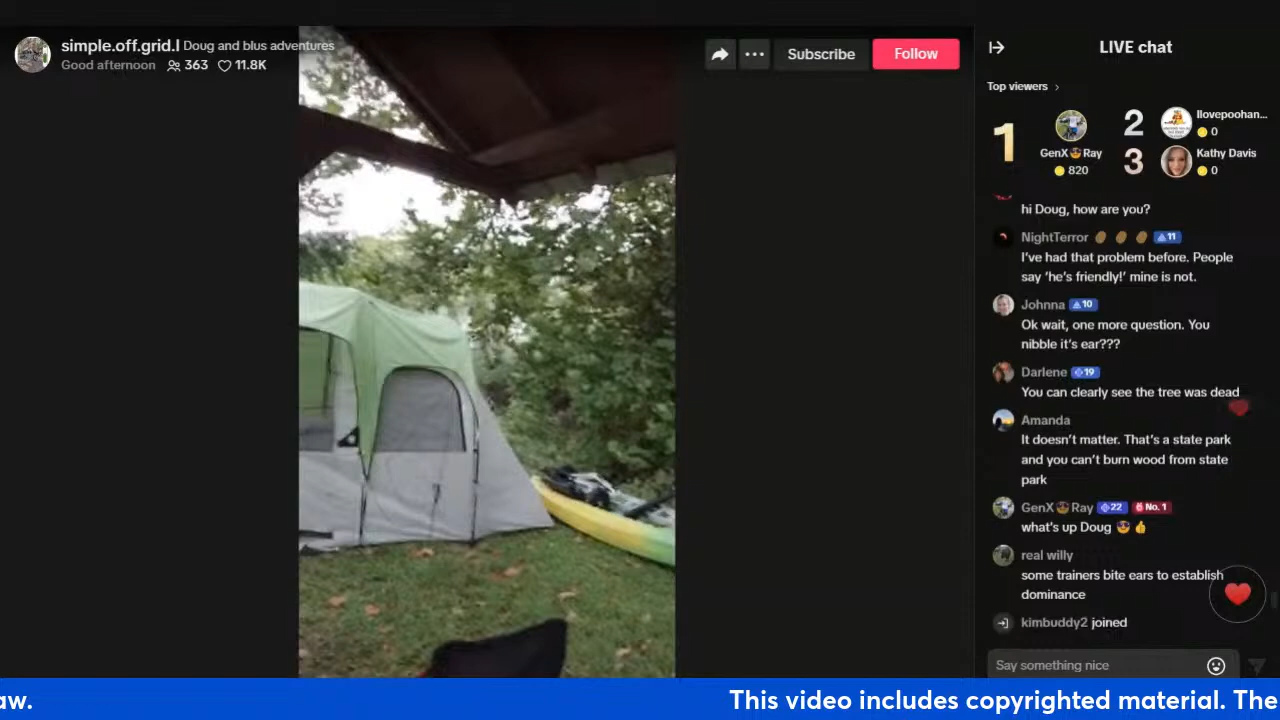 simple.off.grid.l Doug and blus adventures
Good afternoon 363 11.8K
Subscribe
Follow
LIVE chat
Top viewers >
1
GenX Ray
820
2
Ilovepoohan...
0
3
Kathy Davis
0
hi Doug, how are you?
NightTerror 11
I've had that problem before. People
say 'he's friendly!' mine is not.
Johnna 10
Ok wait, one more question. You
nibble it's ear???
Darlene 19
You can clearly see the tree was dead
Amanda
It doesn't matter. That's a state park
and you can't burn wood from state
park
GenX Ray 22 No. 1
what's up Doug
real willy
some trainers bite ears to establish
dominance
kimbuddy2 joined
Say something nice
aw. This video includes copyrighted material. The